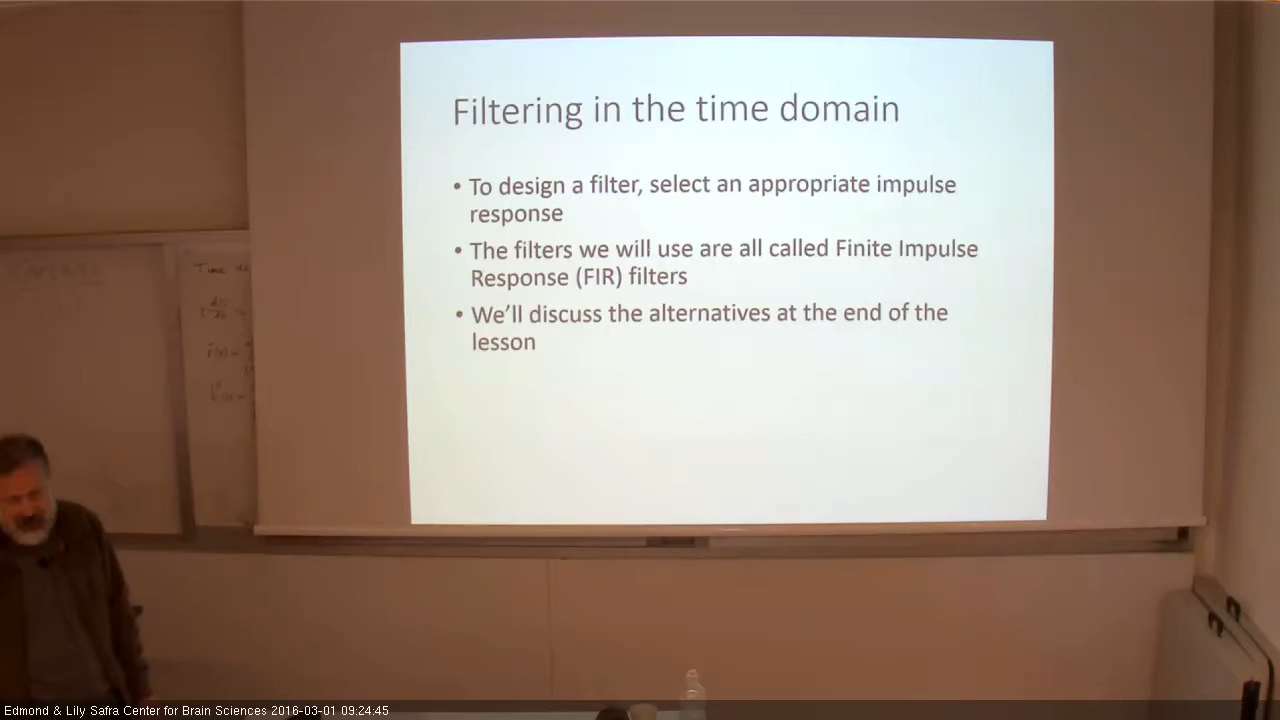 Filtering in the time domain
• To design a filter, select an appropriate impulse
response
• The filters we will use are all called Finite Impulse
Response (FIR) filters
• We'll discuss the alternatives at the end of the
lesson
Time
Edmond & Lily Safra Center for Brain Sciences 2016-03-01 09:24:45